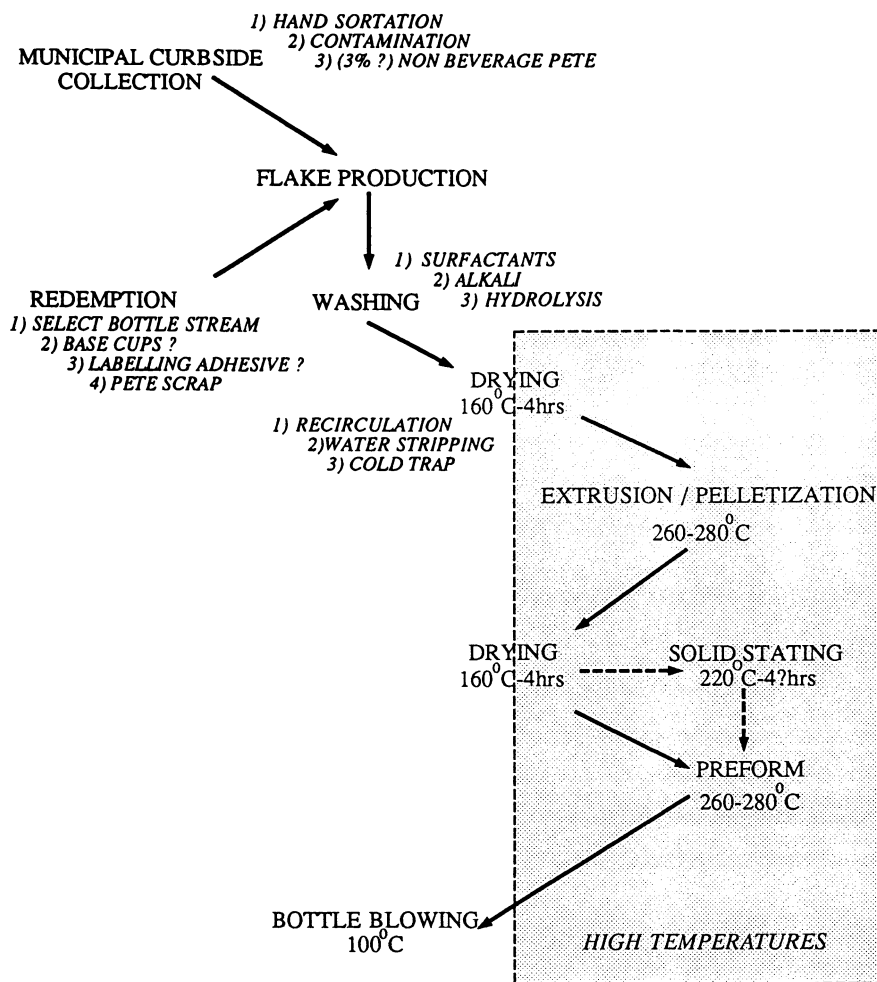 1) HAND SORTATION
2) CONTAMINATION
3) (3% ?) NON BEVERAGE PETE
MUNICIPAL CURBSIDE
COLLECTION
FLAKE PRODUCTION
1) SURFACTANTS
2) ALKALI
3) HYDROLYSIS
WASHING
REDEMPTION
1) SELECT BOTTLE STREAM
2) BASE CUPS ?
3) LABELLING ADHESIVE ?
4) PETE SCRAP
DRYING
160°C-4hrs
1) RECIRCULATION
2)WATER STRIPPING
3) COLD TRAP
EXTRUSION / PELLETIZATION
260-280°C
DRYING
160°C-4hrs
SOLID STATING
220°C-4?hrs
PREFORM
260-280°C
BOTTLE BLOWING
100°C
HIGH TEMPERATURES